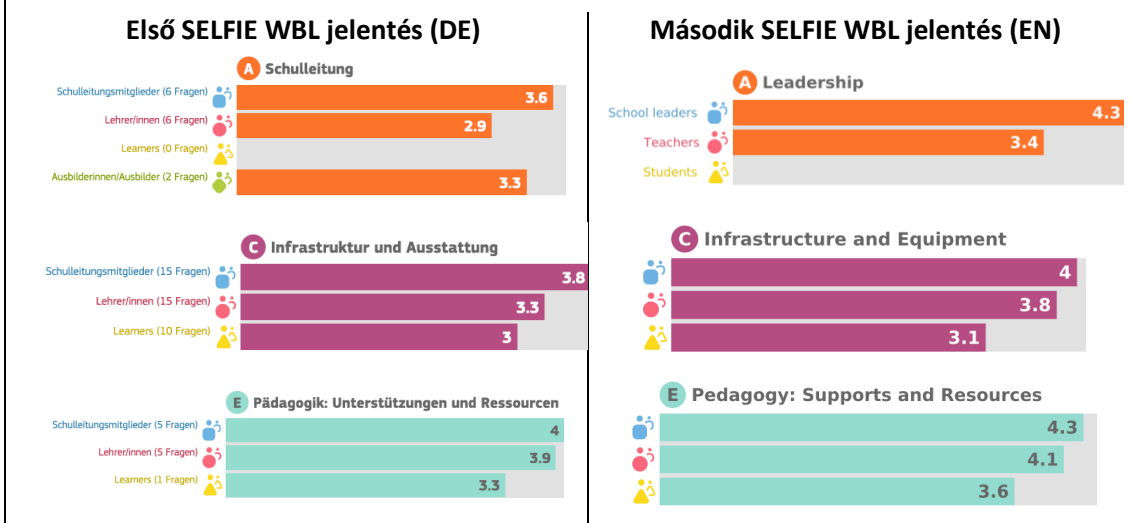 Első SELFIE WBL jelentés (DE)
A Schulleitung
Schulleitungsmitglieder (6 Fragen) 3.6
Lehrer/innen (6 Fragen) 2.9
Learners (0 Fragen)
Ausbilderinnen/Ausbilder (2 Fragen) 3.3
C Infrastruktur und Ausstattung
Schulleitungsmitglieder (15 Fragen) 3.8
Lehrer/innen (15 Fragen) 3.3
Learners (10 Fragen) 3
E Pädagogik: Unterstützungen und Ressourcen
Schulleitungsmitglieder (5 Fragen) 4
Lehrer/innen (5 Fragen) 3.9
Learners (1 Fragen) 3.3
Második SELFIE WBL jelentés (EN)
A Leadership
School leaders 4.3
Teachers 3.4
Students
C Infrastructure and Equipment
4
3.8
3.1
E Pedagogy: Supports and Resources
4.3
4.1
3.6